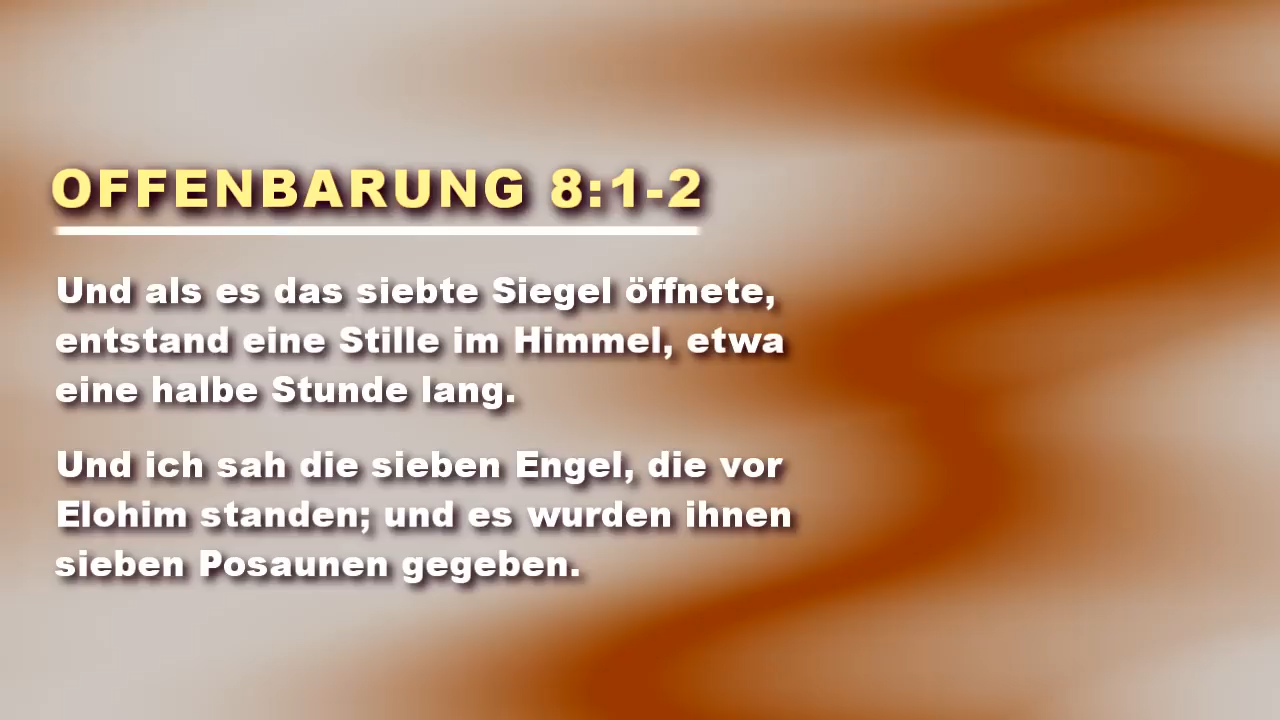 OFFENBARUNG 8:1-2
Und als es das siebte Siegel öffnete,
entstand eine Stille im Himmel, etwa
eine halbe Stunde lang.
Und ich sah die sieben Engel, die vor
Elohim standen; und es wurden ihnen
sieben Posaunen gegeben.